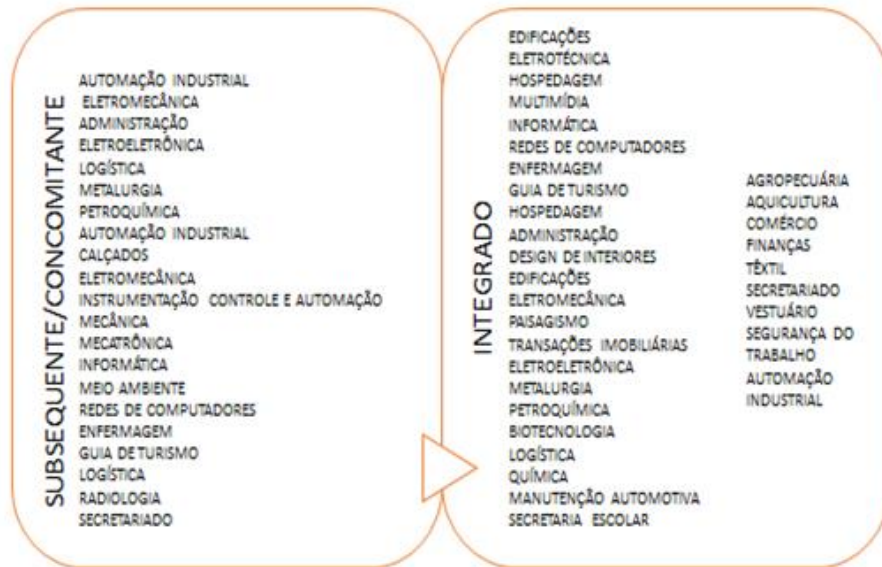 SUBSEQUENTE/CONCOMITANTE
AUTOMAÇÃO INDUSTRIAL
ELETROMECÂNICA
ADMINISTRAÇÃO
ELETROELETRÔNICA
LOGÍSTICA
METALURGIA
PETROQUÍMICA
AUTOMAÇÃO INDUSTRIAL
CALÇADOS
ELETROMECÂNICA
INSTRUMENTAÇÃO CONTROLE E AUTOMAÇÃO
MECÂNICA
MECATRÔNICA
INFORMÁTICA
MEIO AMBIENTE
REDES DE COMPUTADORES
ENFERMAGEM
GUIA DE TURISMO
LOGÍSTICA
RADIOLOGIA
SECRETARIADO
INTEGRADO
EDIFICAÇÕES
ELETROTÉCNICA
HOSPEDAGEM
MULTIMÍDIA
INFORMÁTICA
REDES DE COMPUTADORES
ENFERMAGEM
GUIA DE TURISMO
HOSPEDAGEM
ADMINISTRAÇÃO
DESIGN DE INTERIORES
EDIFICAÇÕES
ELETROMECÂNICA
PAISAGISMO
TRANSAÇÕES IMOBILIÁRIAS
ELETROELETRÔNICA
METALURGIA
PETROQUÍMICA
BIOTECNOLOGIA
LOGÍSTICA
QUÍMICA
MANUTENÇÃO AUTOMOTIVA
SECRETARIA ESCOLAR
AGROPECUÁRIA
AQUICULTURA
COMÉRCIO
FINANÇAS
TÊXTIL
SECRETARIADO
VESTUÁRIO
SEGURANÇA DO
TRABALHO
AUTOMAÇÃO
INDUSTRIAL